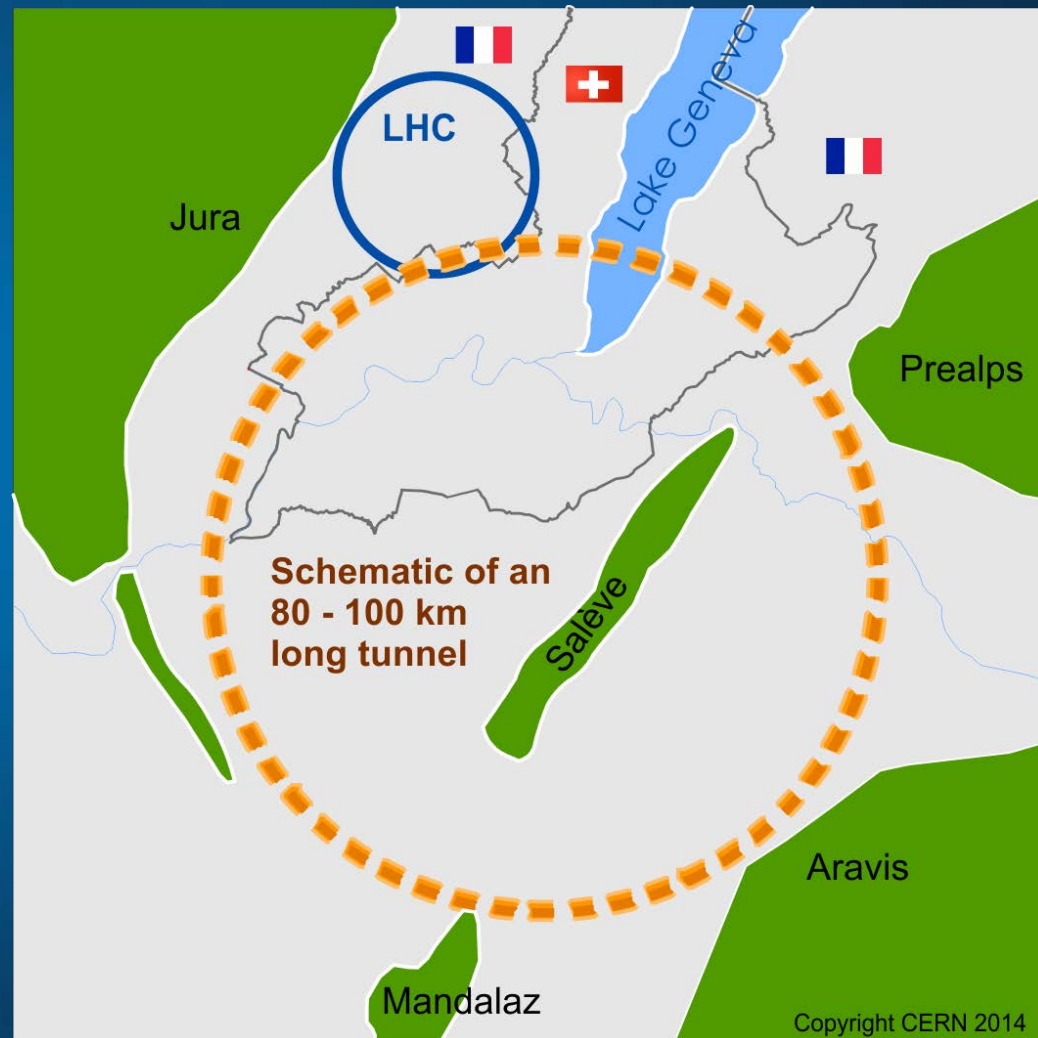 LHC
Lake Geneva
Jura
Prealps
Schematic of an
80 - 100 km
long tunnel
Salève
Aravis
Mandalaz
Copyright CERN 2014